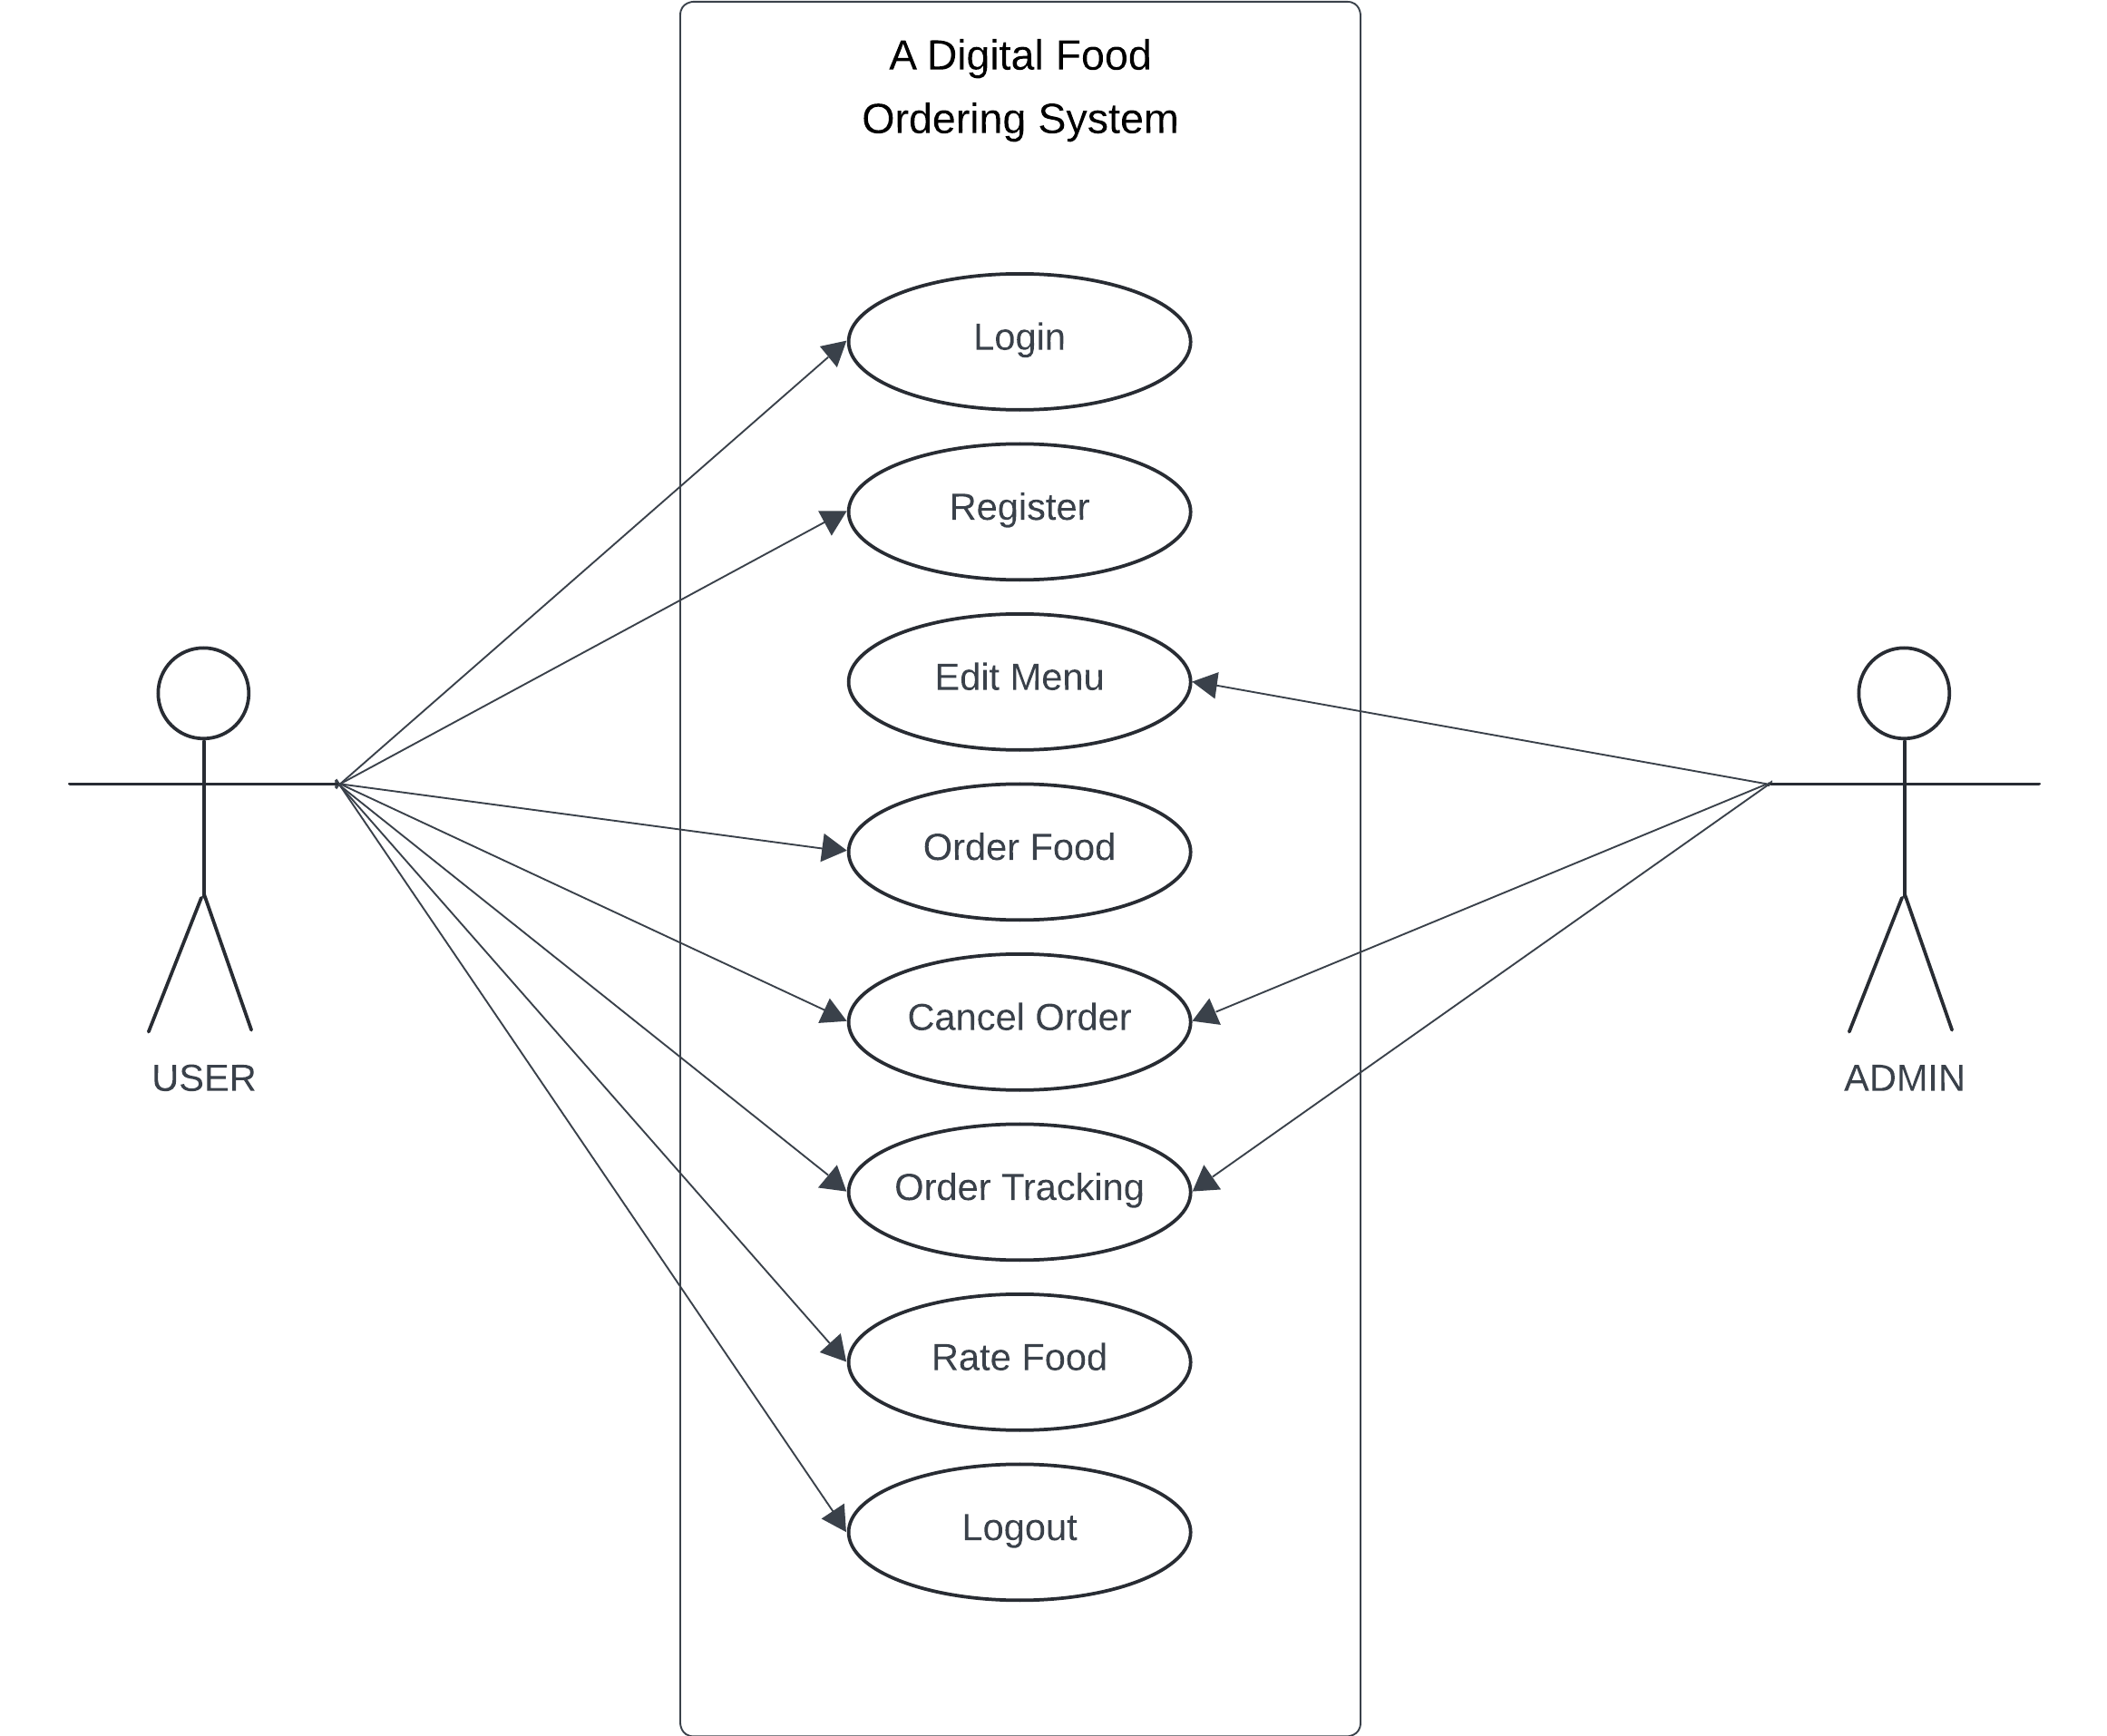 A Digital Food
Ordering System
Login
Register
Edit Menu
Order Food
Cancel Order
USER
ADMIN
Order Tracking
Rate Food
Logout